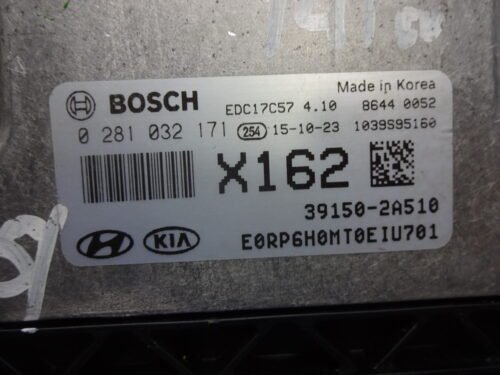 Made in Korea
BOSCH EDC17C57 4.10 8644 0052
0 281 032 171 254 15-10-23 1039S95160
X162
39150-2A510
HYUNDAI KIA E0RP6H0MT0EIU701